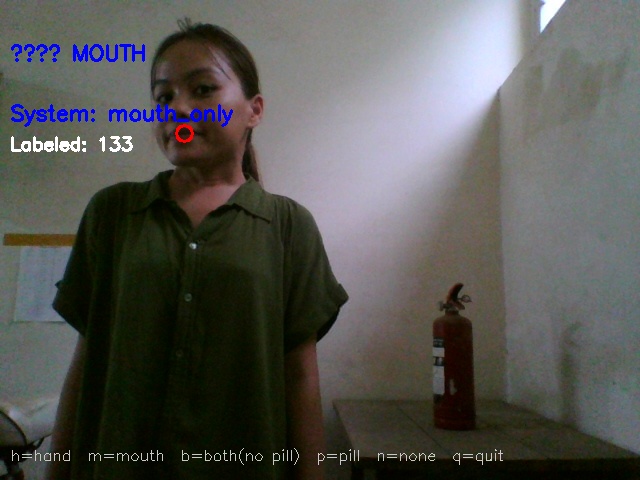 ???? MOUTH
System: mouth_only
Labeled: 133
h=hand m=mouth b=both(no pill) p=pill n=none q=quit